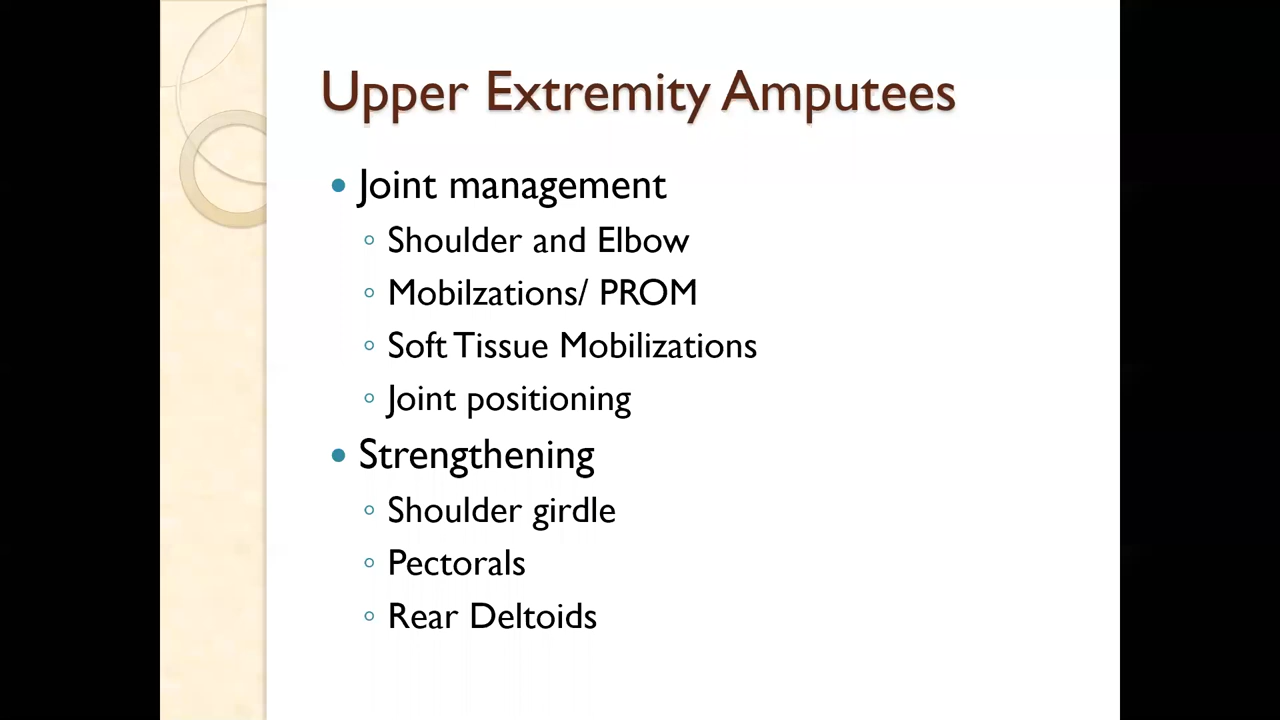 Upper Extremity Amputees
• Joint management
◦ Shoulder and Elbow
◦ Mobilzations/ PROM
◦ Soft Tissue Mobilizations
◦ Joint positioning
• Strengthening
◦ Shoulder girdle
◦ Pectorals
◦ Rear Deltoids